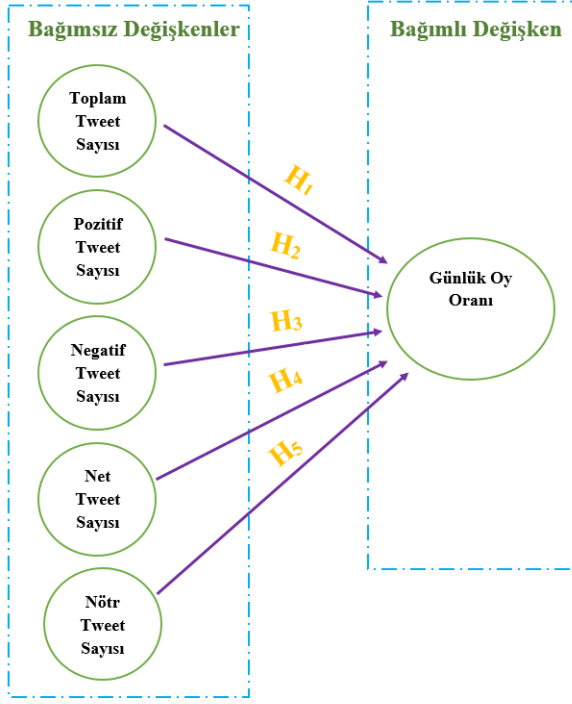 Bağımsız Değişkenler
Toplam
Tweet
Sayısı
Pozitif
Tweet
Sayısı
Negatif
Tweet
Sayısı
Net
Tweet
Sayısı
Nötr
Tweet
Sayısı
H₁
H₂
H₃
H₄
H₅
Bağımlı Değişken
Günlük Oy
Oranı